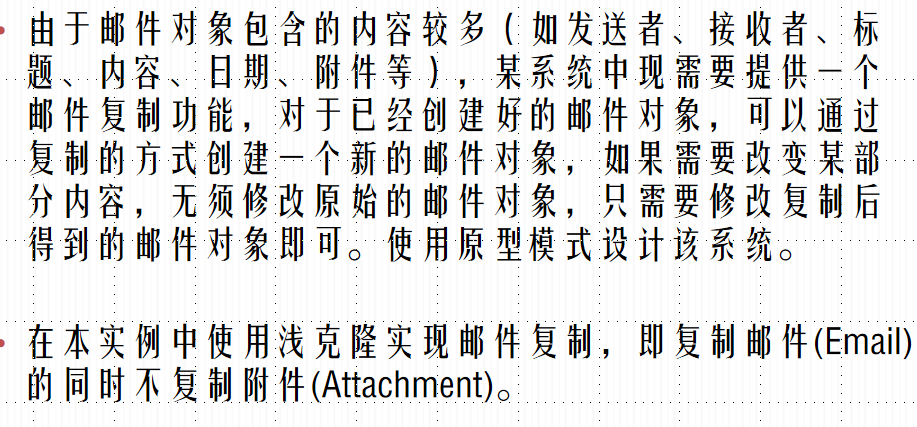 由于邮件对象包含的内容较多（如发送者、接收者、标
题、内容、日期、附件等），某系统中现需要提供一个
邮件复制功能，对于已经创建好的邮件对象，可以通过
复制的方式创建一个新的邮件对象，如果需要改变某部
分内容，无须修改原始的邮件对象，只需要修改复制后
得到的邮件对象即可。使用原型模式设计该系统。
在本实例中使用浅克隆实现邮件复制，即复制邮件(Email)
的同时不复制附件(Attachment)。